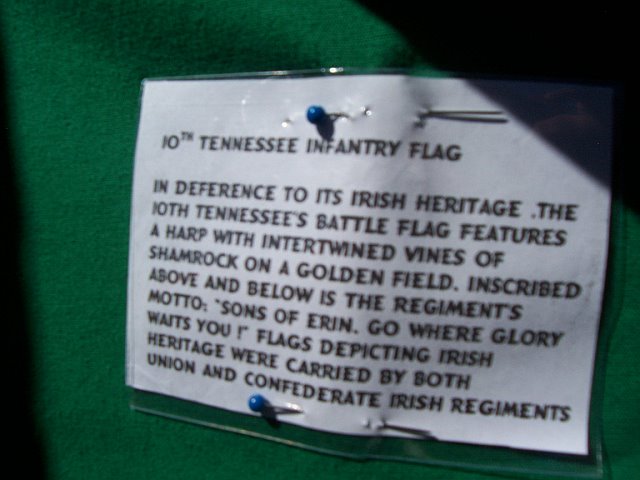 10TH TENNESSEE INFANTRY FLAG
IN DEFERENCE TO ITS IRISH HERITAGE .THE
10TH TENNESSEE'S BATTLE FLAG FEATURES
A HARP WITH INTERTWINED VINES OF
SHAMROCK ON A GOLDEN FIELD. INSCRIBED
ABOVE AND BELOW IS THE REGIMENT'S
MOTTO: "SONS OF ERIN. GO WHERE GLORY
WAITS YOU !" FLAGS DEPICTING IRISH
HERITAGE WERE CARRIED BY BOTH
UNION AND CONFEDERATE IRISH REGIMENTS